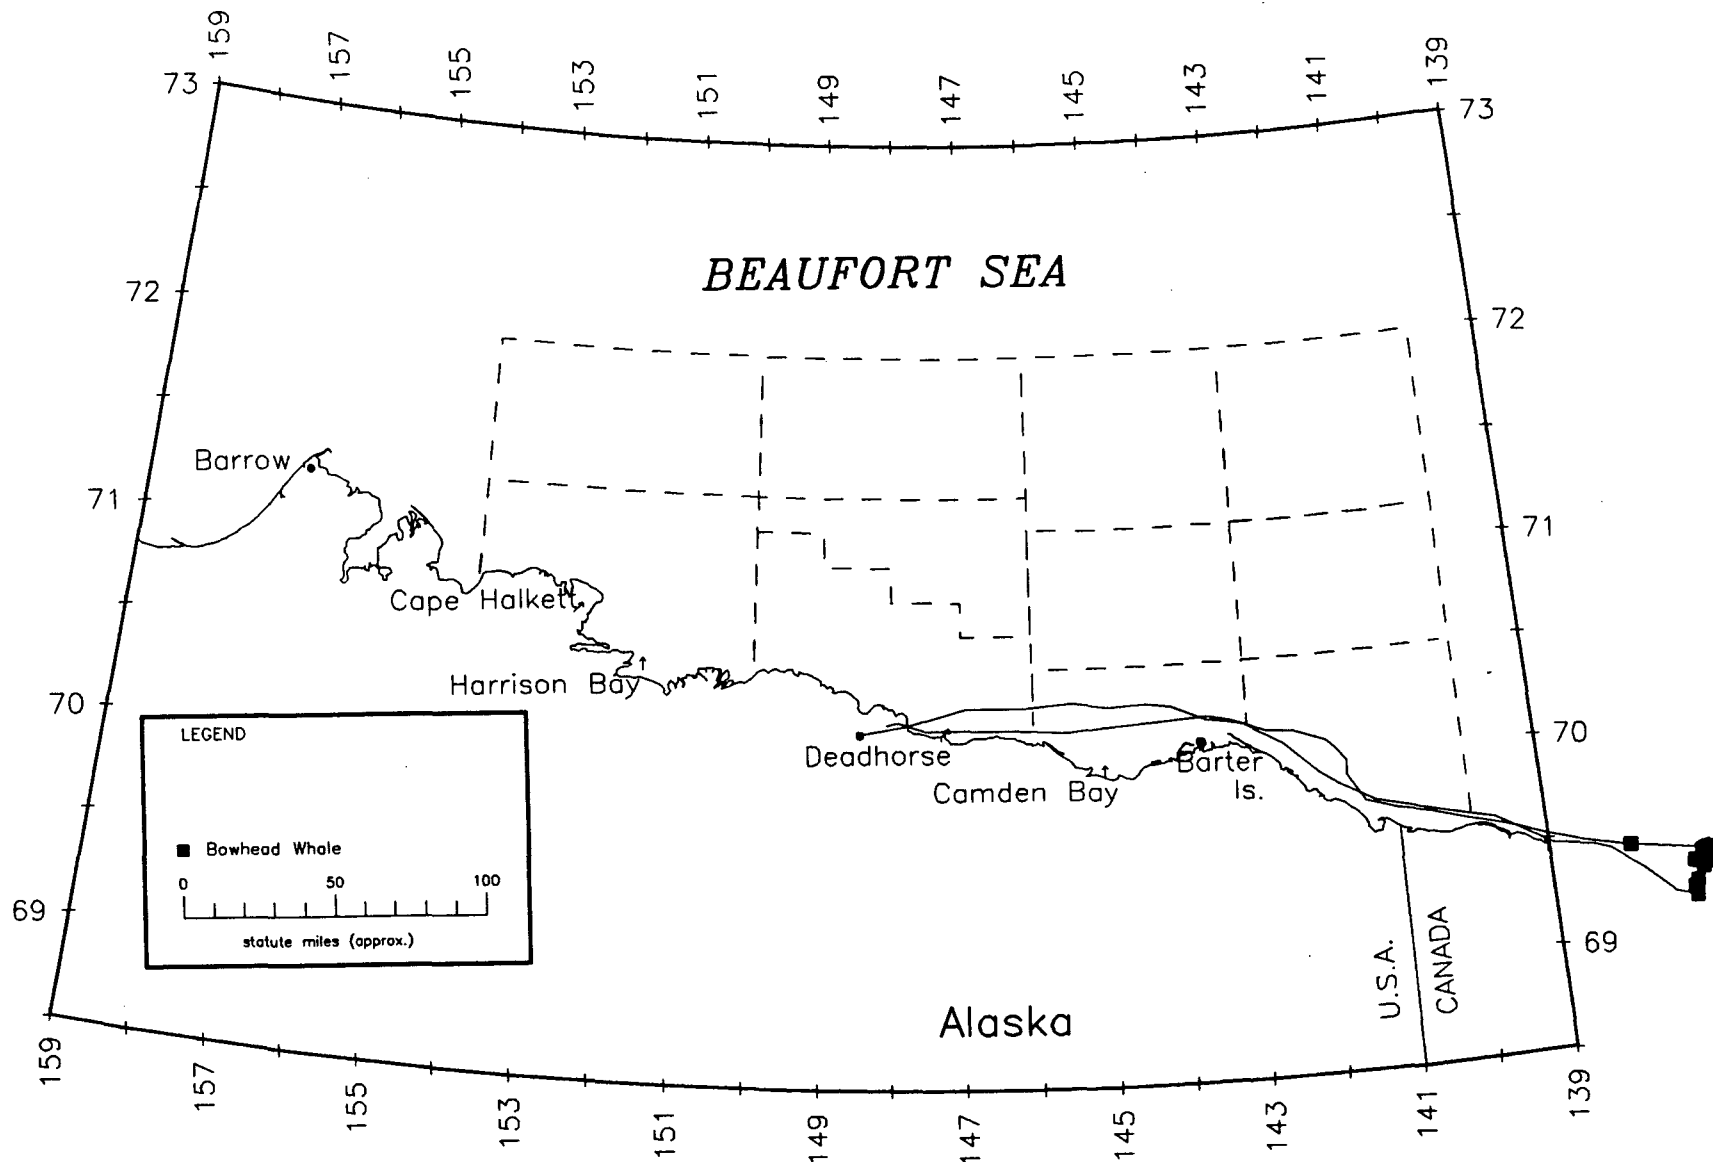 159 157 155 153 151 149 147 145 143 141 139
73 73
BEAUFORT SEA
72 72
Barrow
71 71
Cape Halkett
Harrison Bay
70 70
Deadhorse
Barter
Is.
Camden Bay
LEGEND
Bowhead Whale
0 50 100
statute miles (approx.)
69 69
U.S.A.
CANADA
Alaska
159 157 155 153 151 149 147 145 143 141 139